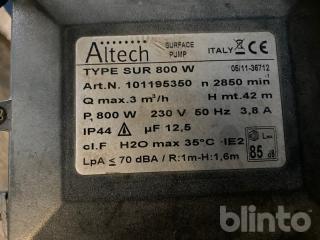 Altech SURFACE PUMP ITALY CE
TYPE SUR 800 W 05/11-36712
Art.N. 101195350 n 2850 min⁻¹
Q max.3 m³/h H mt.42 m
P₁ 800 W 230 V 50 Hz 3,8 A
IP44 µF 12,5
cl.F H2O max 35°C -IE2
LpA ≤ 70 dBA / R:1m-H:1,6m
85 dB
blinto